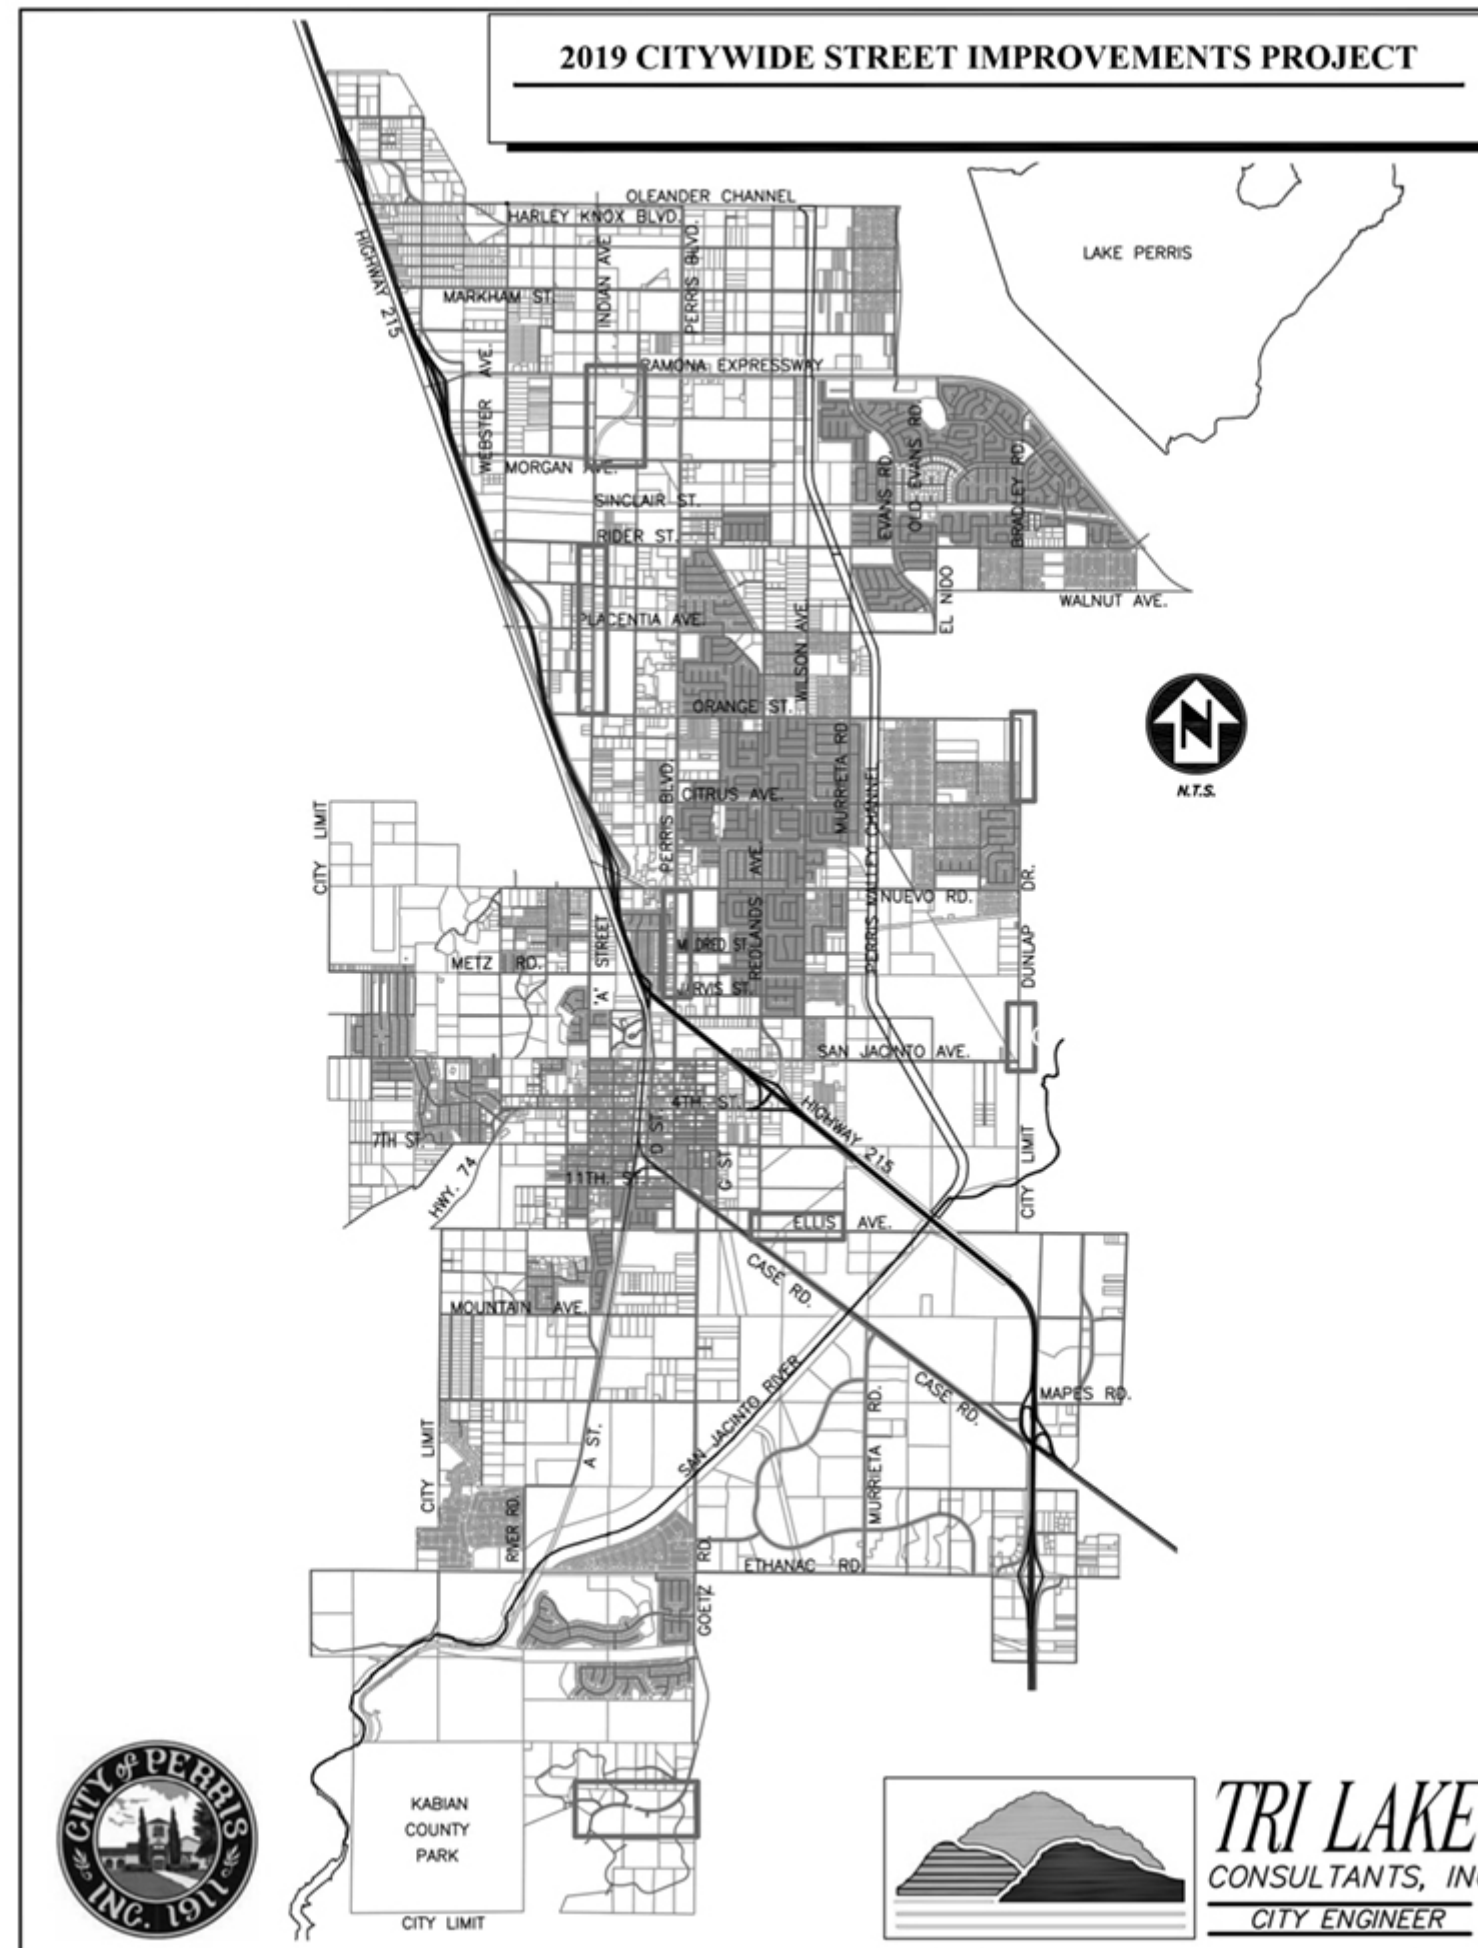 2019 CITYWIDE STREET IMPROVEMENTS PROJECT
OLEANDER CHANNEL
HARLEY KNOX BLVD.
HIGHWAY 215
INDIAN AVE
PERRIS BLVD.
LAKE PERRIS
MARKHAM ST.
WEBSTER AVE.
RAMONA EXPRESSWAY
MORGAN AVE.
EVANS RD.
OLD EVANS RD.
BRADLEY RD.
SINCLAIR ST.
RIDER ST.
EL NIDO
WALNUT AVE.
PLACENTIA AVE.
WILSON AVE.
ORANGE ST.
N
N.T.S.
PERRIS BLVD.
CITRUS AVE.
MURRIETA RD
PERRIS VALLEY CHANNEL
CITY LIMIT
REDLANDS AVE.
NUEVO RD.
DUNLAP DR.
"A" STREET
MILDRED ST.
METZ RD.
JARVIS ST.
SAN JACINTO AVE.
4TH. ST.
HIGHWAY 215
D ST.
7TH ST.
HWY. 74
11TH. ST.
G ST.
CITY LIMIT
ELLIS AVE.
CASE RD.
MOUNTAIN AVE.
SAN JACINTO RIVER
CASE RD.
MAPES RD.
CITY LIMIT
A ST.
MURRIETA RD.
RIVER RD.
ETHANAC RD.
GOETZ RD.
KABIAN
COUNTY
PARK
CITY LIMIT
CITY of PERRIS
INC. 1911
TRI LAKE
CONSULTANTS, INC
CITY ENGINEER